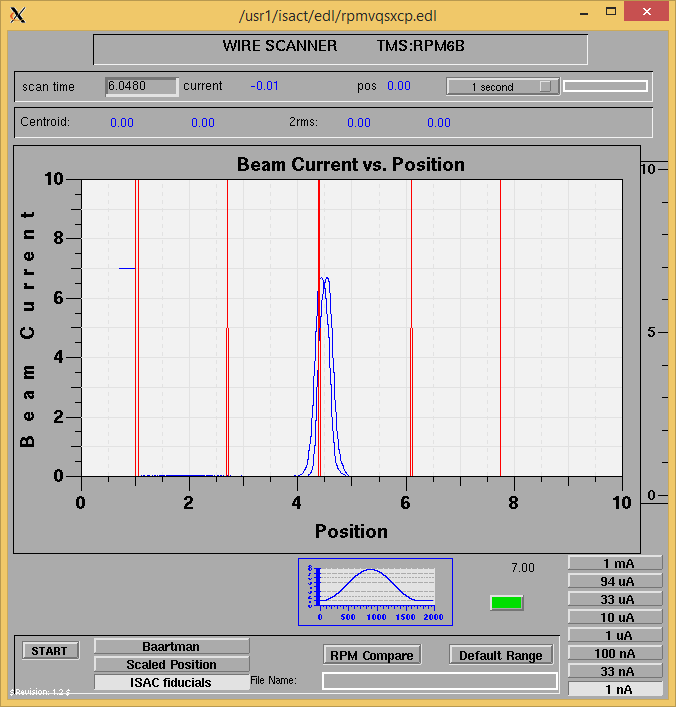 /usr1/isact/edl/rpmvqsxcp.edl
WIRE SCANNER TMS:RPM6B
scan time 6.0480 current -0.01 pos 0.00 1 second
Centroid: 0.00 0.00 2rms: 0.00 0.00
Beam Current vs. Position
10
8
6
4
2
0
Beam Current
0 2 4 6 8 10
Position
10
5
0
8
0 500 1000 1500 2000
7.00
1 mA
94 uA
33 uA
10 uA
1 uA
100 nA
33 nA
1 nA
START
Baartman
Scaled Position
ISAC fiducials
RPM Compare
Default Range
File Name:
$Revision: 1.2 $